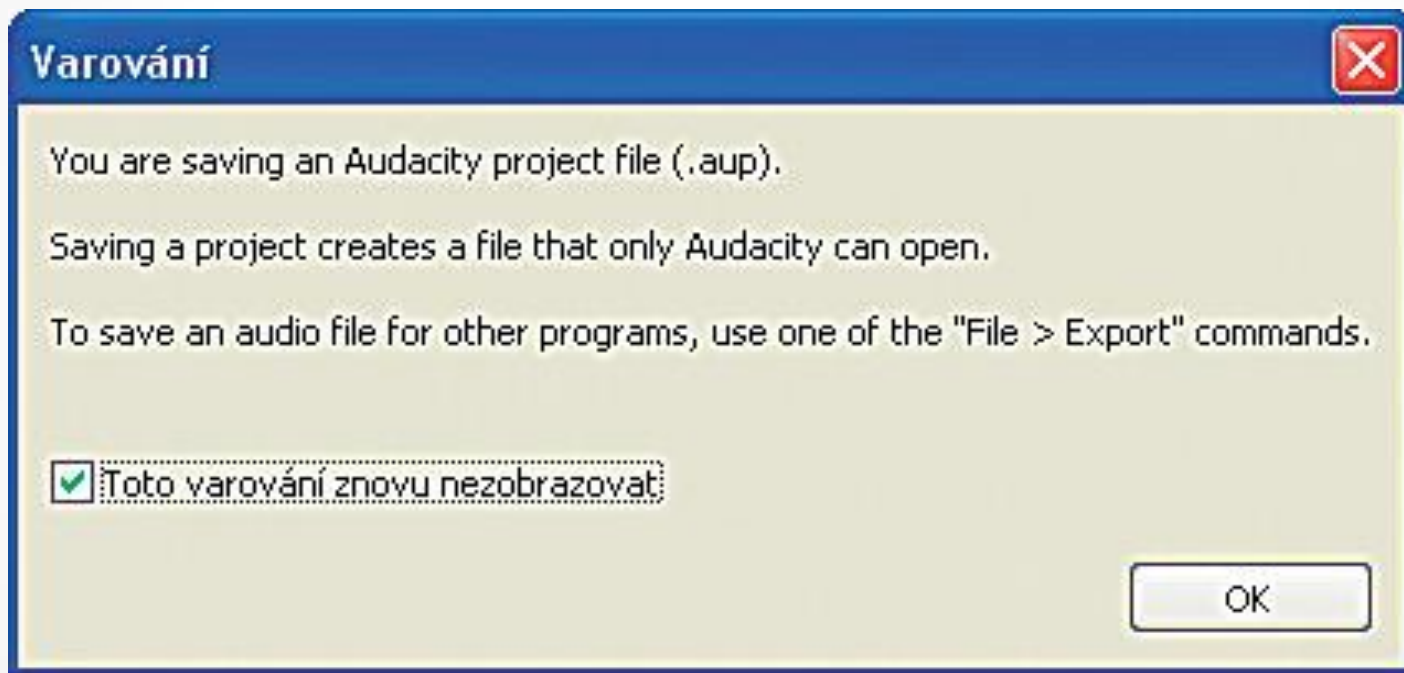 Varování
You are saving an Audacity project file (.aup).
Saving a project creates a file that only Audacity can open.
To save an audio file for other programs, use one of the "File > Export" commands.
Toto varování znovu nezobrazovat
OK